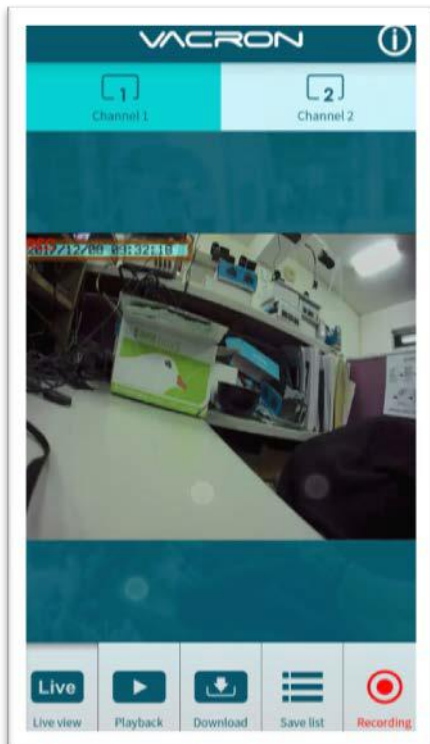 VACRON
1
2
Channel 1
Channel 2
2017/12/08 09:32:18
Live
Live view
Playback
Download
Save list
Recording